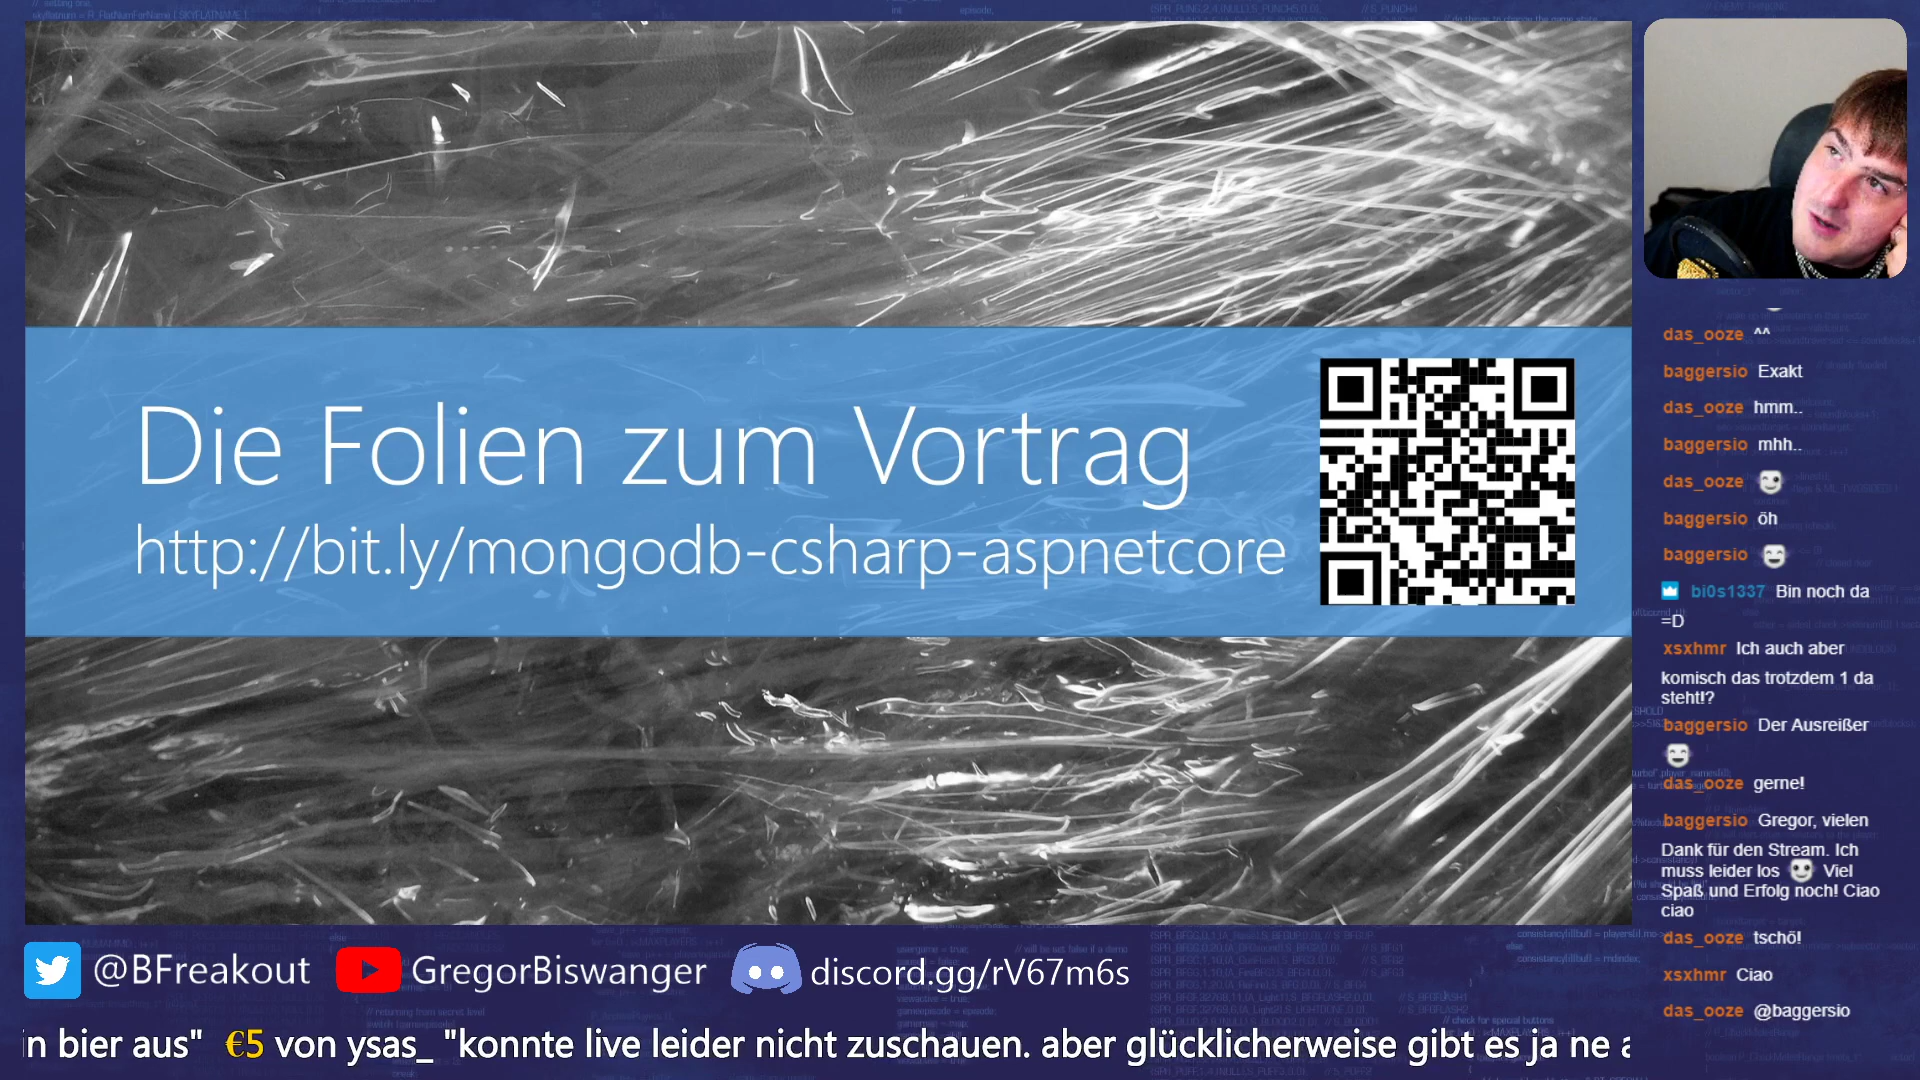 Die Folien zum Vortrag
http://bit.ly/mongodb-csharp-aspnetcore
das_ooze ^^
baggersio Exakt
das_ooze hmm..
baggersio mhh..
das_ooze
baggersio öh
baggersio
bi0s1337 Bin noch da
=D
xsxhmr Ich auch aber
komisch das trotzdem 1 da
steht!?
baggersio Der Ausreißer
das_ooze gerne!
baggersio Gregor, vielen
Dank für den Stream. Ich
muss leider los Viel
Spaß und Erfolg noch! Ciao
ciao
das_ooze tschö!
xsxhmr Ciao
das_ooze @baggersio
@BFreakout GregorBiswanger discord.gg/rV67m6s
in bier aus" €5 von ysas_ "konnte live leider nicht zuschauen. aber glücklicherweise gibt es ja ne a